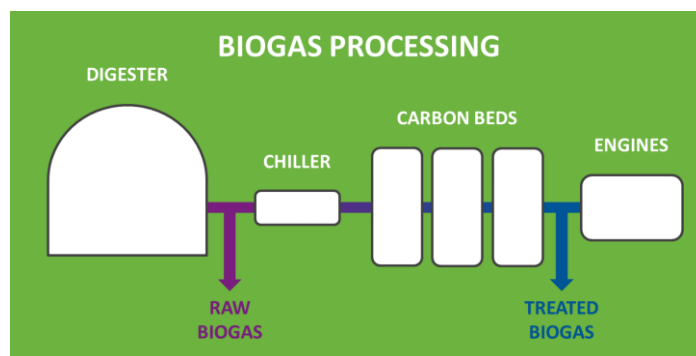 BIOGAS PROCESSING
DIGESTER
CHILLER
CARBON BEDS
ENGINES
RAW
BIOGAS
TREATED
BIOGAS